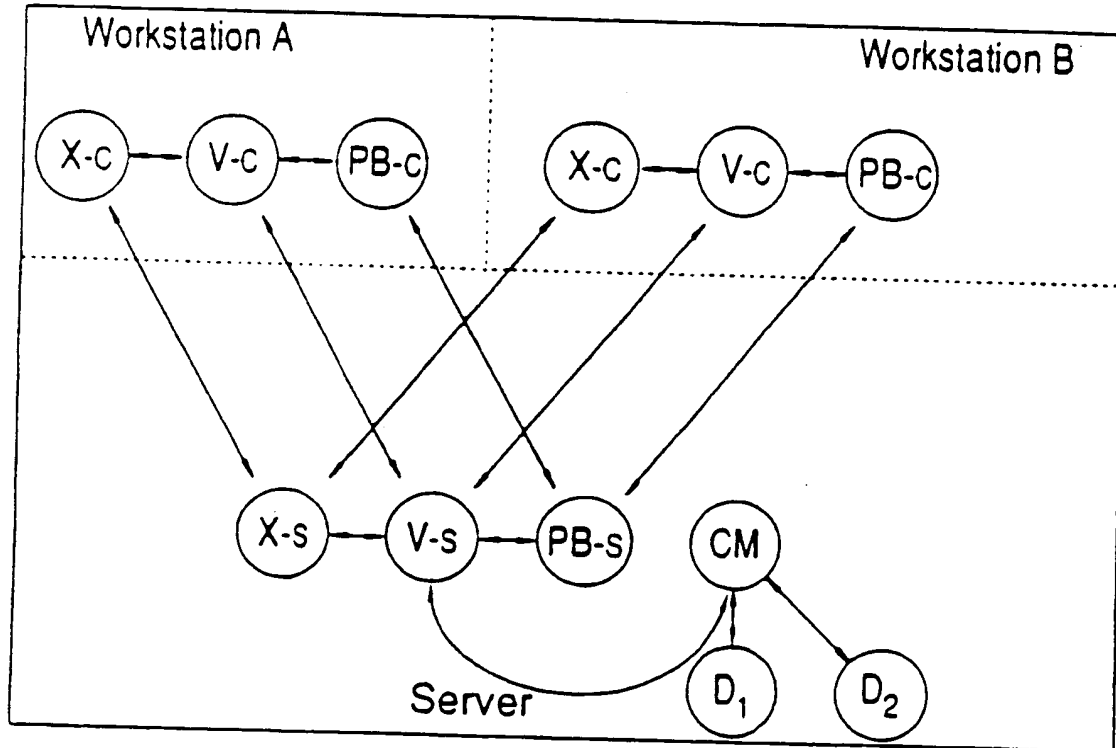 Workstation A
Workstation B
X-c V-c PB-c X-c V-c PB-c
X-s V-s PB-s CM
Server D₁ D₂